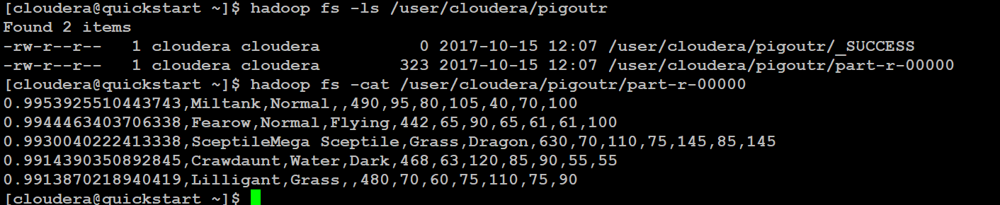 [cloudera@quickstart ~]$ hadoop fs -ls /user/cloudera/pigoutr
Found 2 items
-rw-r--r--   1 cloudera cloudera          0 2017-10-15 12:07 /user/cloudera/pigoutr/_SUCCESS
-rw-r--r--   1 cloudera cloudera        323 2017-10-15 12:07 /user/cloudera/pigoutr/part-r-00000
[cloudera@quickstart ~]$ hadoop fs -cat /user/cloudera/pigoutr/part-r-00000
0.9953925510443743,Miltank,Normal,,490,95,80,105,40,70,100
0.9944463403706338,Fearow,Normal,Flying,442,65,90,65,61,61,100
0.9930040222413338,SceptileMega Sceptile,Grass,Dragon,630,70,110,75,145,85,145
0.9914390350892845,Crawdaunt,Water,Dark,468,63,120,85,90,55,55
0.9913870218940419,Lilligant,Grass,,480,70,60,75,110,75,90
[cloudera@quickstart ~]$